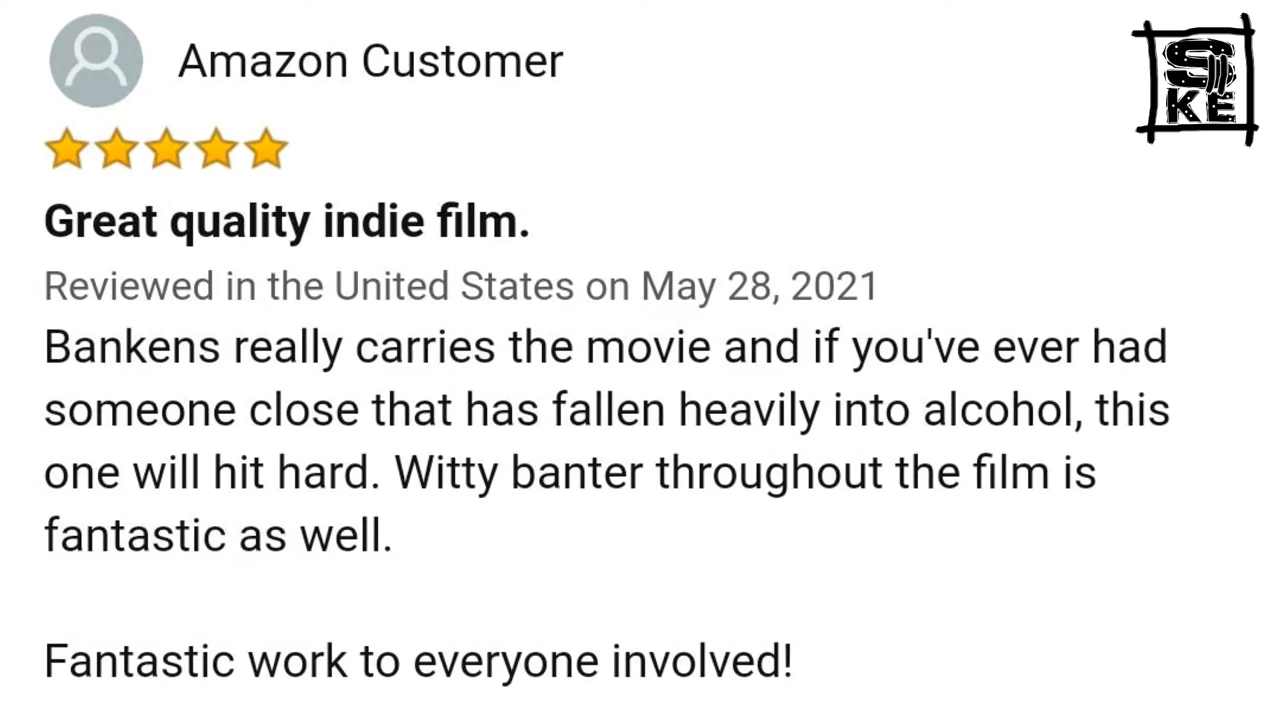 Amazon Customer
SPIKE
Great quality indie film.
Reviewed in the United States on May 28, 2021
Bankens really carries the movie and if you've ever had
someone close that has fallen heavily into alcohol, this
one will hit hard. Witty banter throughout the film is
fantastic as well.
Fantastic work to everyone involved!